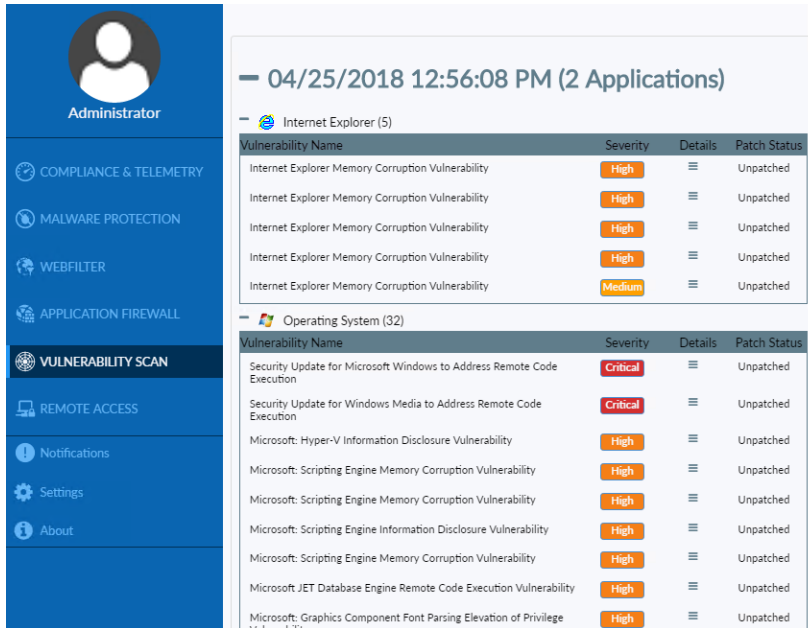 Administrator
COMPLIANCE & TELEMETRY
MALWARE PROTECTION
WEBFILTER
APPLICATION FIREWALL
VULNERABILITY SCAN
REMOTE ACCESS
Notifications
Settings
About
04/25/2018 12:56:08 PM (2 Applications)
Internet Explorer (5)
Vulnerability Name Severity Details Patch Status
Internet Explorer Memory Corruption Vulnerability High Unpatched
Internet Explorer Memory Corruption Vulnerability High Unpatched
Internet Explorer Memory Corruption Vulnerability High Unpatched
Internet Explorer Memory Corruption Vulnerability High Unpatched
Internet Explorer Memory Corruption Vulnerability Medium Unpatched
Operating System (32)
Vulnerability Name Severity Details Patch Status
Security Update for Microsoft Windows to Address Remote Code Critical Unpatched
Execution
Security Update for Windows Media to Address Remote Code Critical Unpatched
Execution
Microsoft: Hyper-V Information Disclosure Vulnerability High Unpatched
Microsoft: Scripting Engine Memory Corruption Vulnerability High Unpatched
Microsoft: Scripting Engine Memory Corruption Vulnerability High Unpatched
Microsoft: Scripting Engine Information Disclosure Vulnerability High Unpatched
Microsoft: Scripting Engine Memory Corruption Vulnerability High Unpatched
Microsoft JET Database Engine Remote Code Execution Vulnerability High Unpatched
Microsoft: Graphics Component Font Parsing Elevation of Privilege High Unpatched